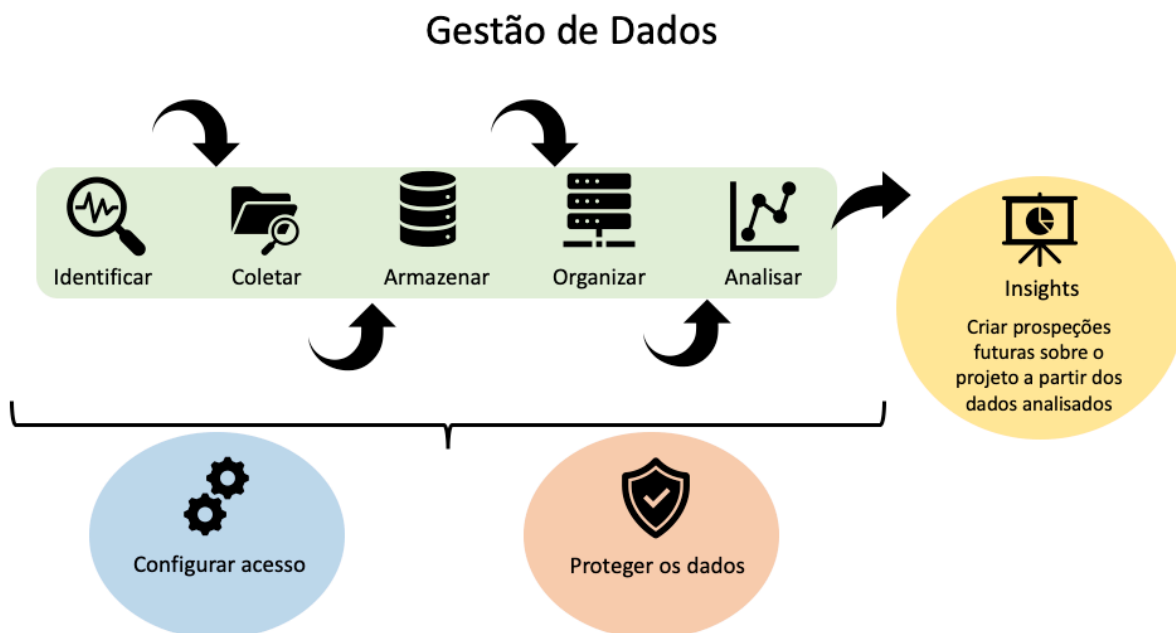 Gestão de Dados
Identificar
Coletar
Armazenar
Organizar
Analisar
Insights
Criar prospeções
futuras sobre o
projeto a partir dos
dados analisados
Configurar acesso
Proteger os dados